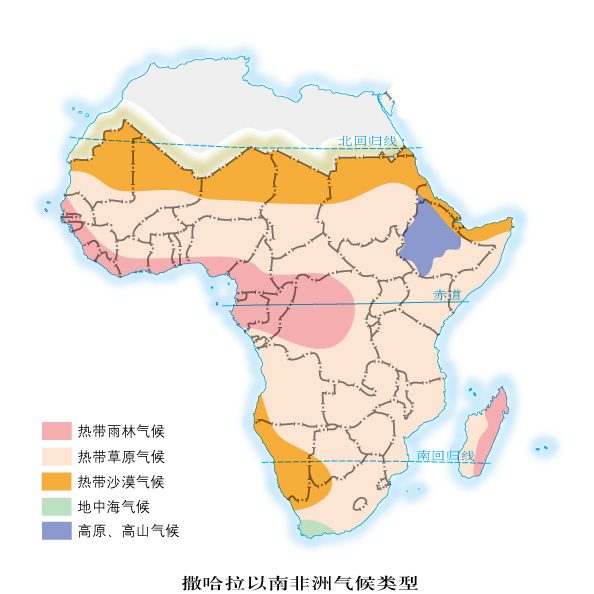 北回归线
赤道
南回归线
热带雨林气候
热带草原气候
热带沙漠气候
地中海气候
高原、高山气候
撒哈拉以南非洲气候类型